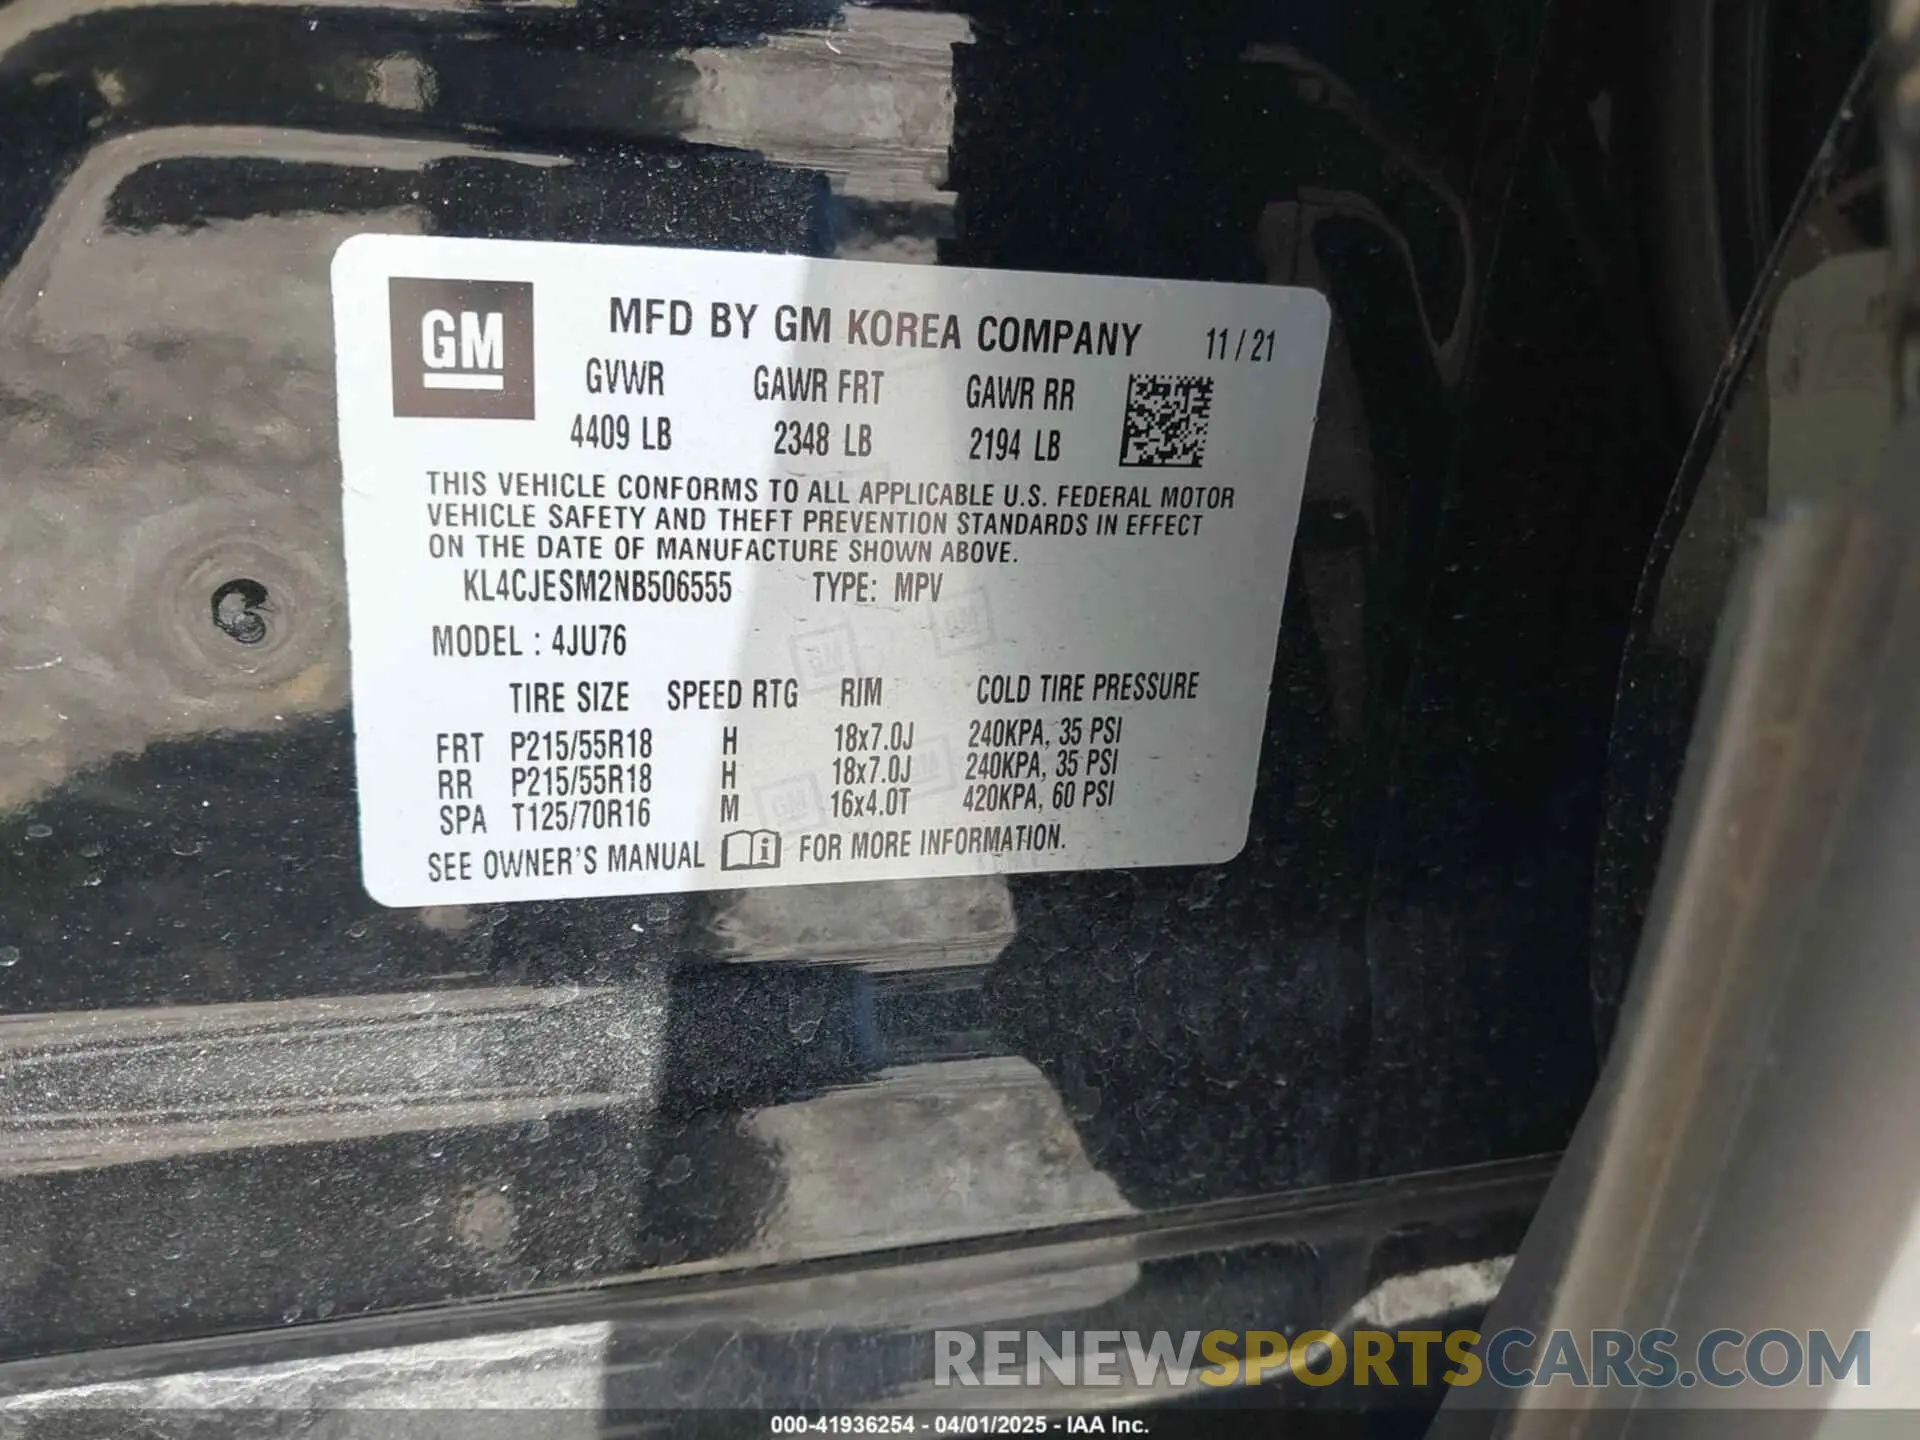 GM
MFD BY GM KOREA COMPANY 11 / 21
GVWR GAWR FRT GAWR RR
4409 LB 2348 LB 2194 LB
THIS VEHICLE CONFORMS TO ALL APPLICABLE U.S. FEDERAL MOTOR
VEHICLE SAFETY AND THEFT PREVENTION STANDARDS IN EFFECT
ON THE DATE OF MANUFACTURE SHOWN ABOVE.
KL4CJESM2NB506555 TYPE: MPV
MODEL : 4JU76
TIRE SIZE SPEED RTG RIM COLD TIRE PRESSURE
FRT P215/55R18 H 18x7.0J 240KPA, 35 PSI
RR P215/55R18 H 18x7.0J 240KPA, 35 PSI
SPA T125/70R16 M 16x4.0T 420KPA, 60 PSI
SEE OWNER'S MANUAL i FOR MORE INFORMATION.
RENEWSPORTSCARS.COM
000-41936254 - 04/01/2025 - IAA Inc.